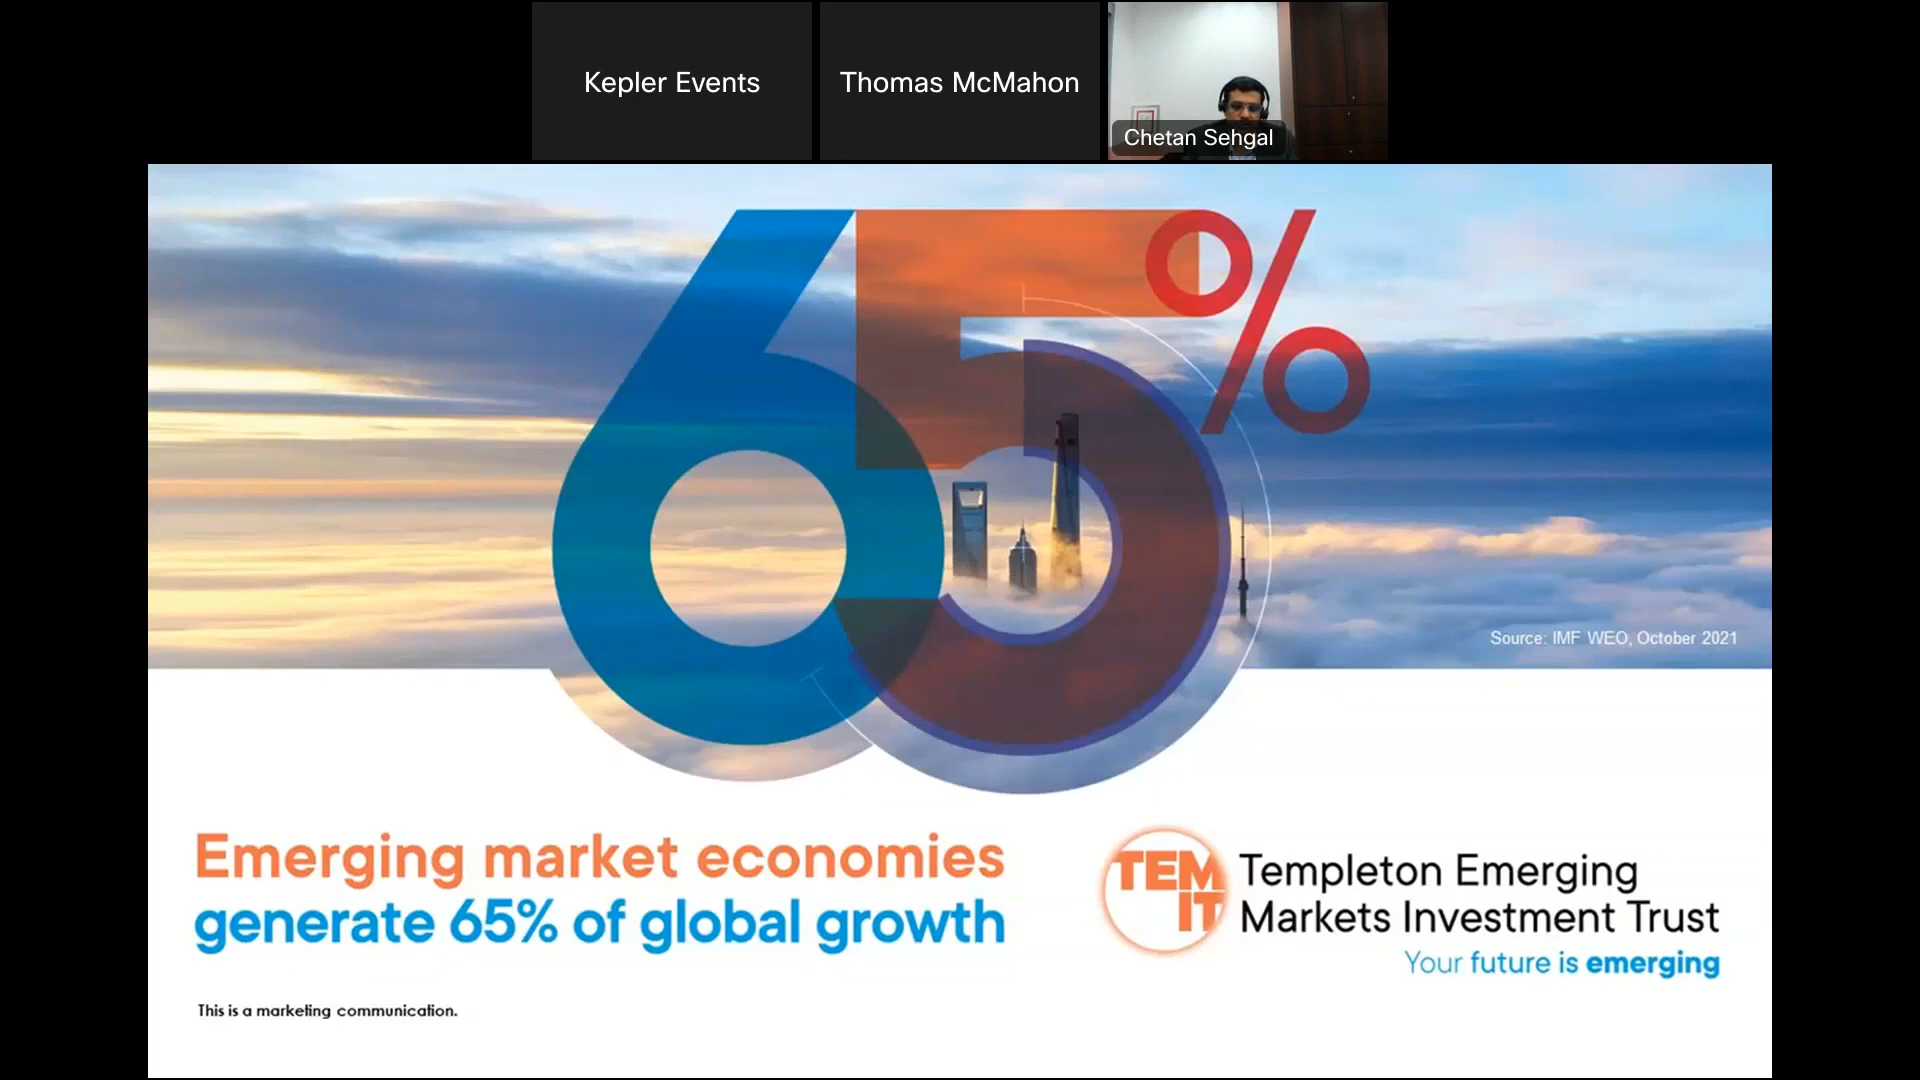 Kepler Events
Thomas McMahon
Chetan Sehgal
65%
Source: IMF WEO, October 2021
Emerging market economies
generate 65% of global growth
TEM
IT
Templeton Emerging
Markets Investment Trust
Your future is emerging
This is a marketing communication.